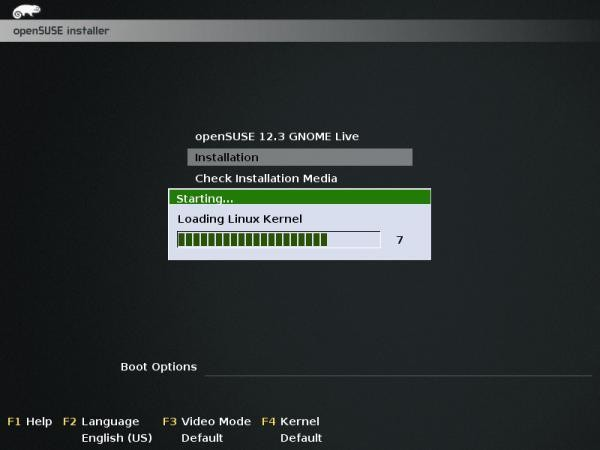 openSUSE installer
openSUSE 12.3 GNOME Live
Installation
Check Installation Media
Starting...
Loading Linux Kernel
7
Boot Options
F1 Help F2 Language F3 Video Mode F4 Kernel
English (US) Default Default